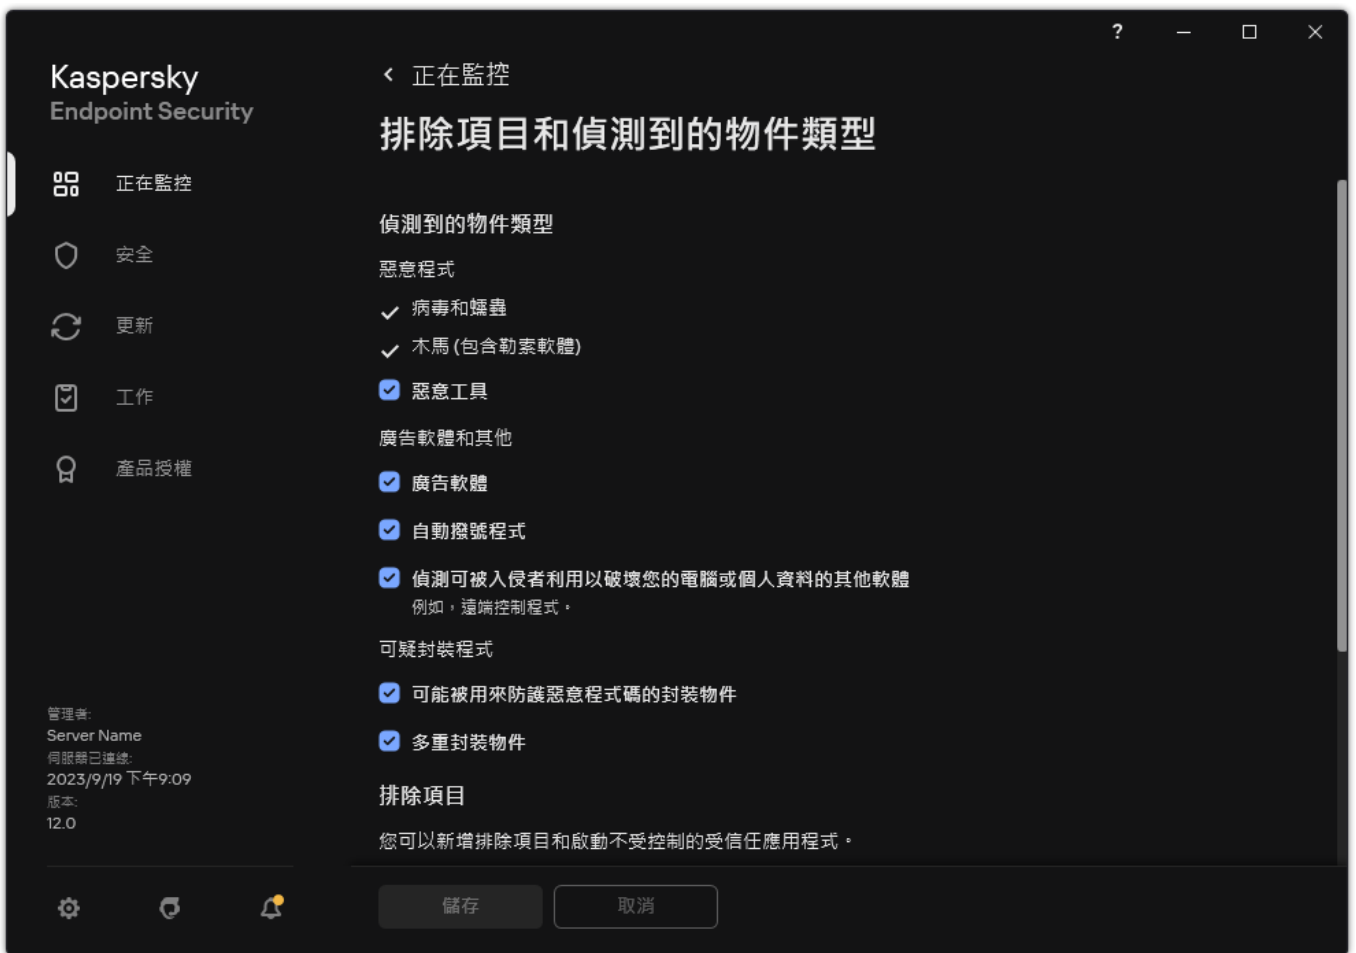 ?
Kaspersky
Endpoint Security
正在監控
安全
更新
工作
產品授權
管理者:
Server Name
伺服器已連線:
2023/9/19 下午9:09
版本:
12.0
正在監控
排除項目和偵測到的物件類型
偵測到的物件類型
惡意程式
病毒和蠕蟲
木馬 (包含勒索軟體)
惡意工具
廣告軟體和其他
廣告軟體
自動撥號程式
偵測可被入侵者利用以破壞您的電腦或個人資料的其他軟體
例如，遠端控制程式。
可疑封裝程式
可能被用來防護惡意程式碼的封裝物件
多重封裝物件
排除項目
您可以新增排除項目和啟動不受控制的受信任應用程式。
儲存
取消